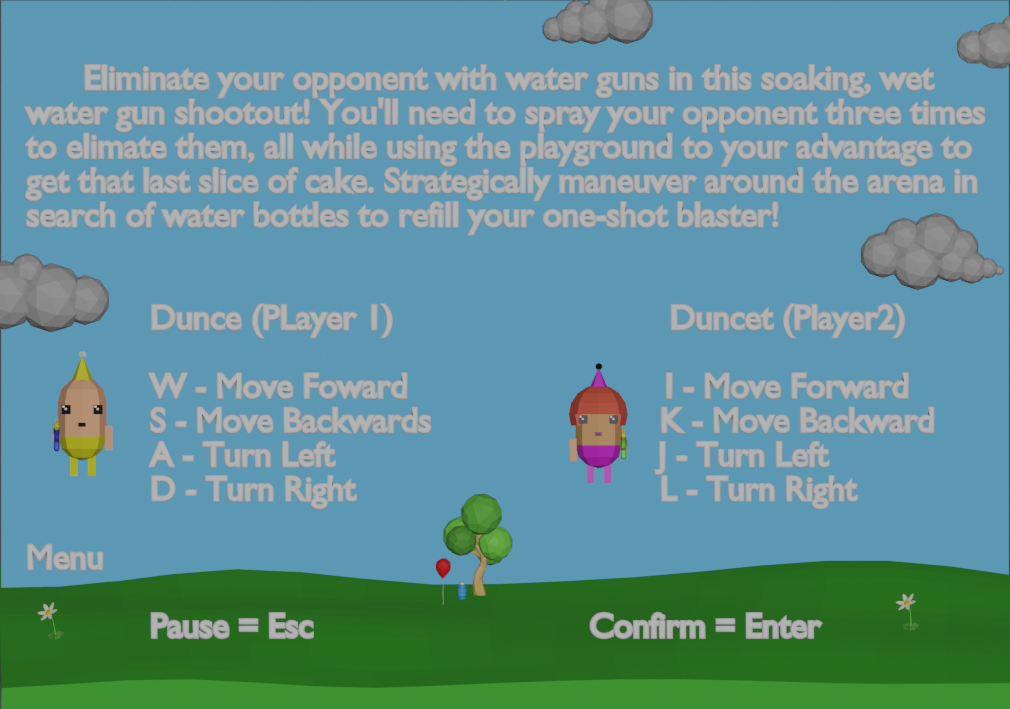 Eliminate your opponent with water guns in this soaking, wet
water gun shootout! You'll need to spray your opponent three times
to elimate them, all while using the playground to your advantage to
get that last slice of cake. Strategically maneuver around the arena in
search of water bottles to refill your one-shot blaster!
Dunce (PLayer 1)
W - Move Foward
S - Move Backwards
A - Turn Left
D - Turn Right
Duncet (Player2)
I - Move Forward
K - Move Backward
J - Turn Left
L - Turn Right
Menu
Pause = Esc
Confirm = Enter